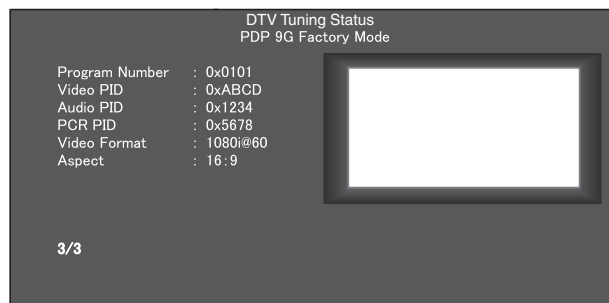 DTV Tuning Status
PDP 9G Factory Mode
Program Number : 0x0101
Video PID : 0xABCD
Audio PID : 0x1234
PCR PID : 0x5678
Video Format : 1080i@60
Aspect : 16:9
3/3